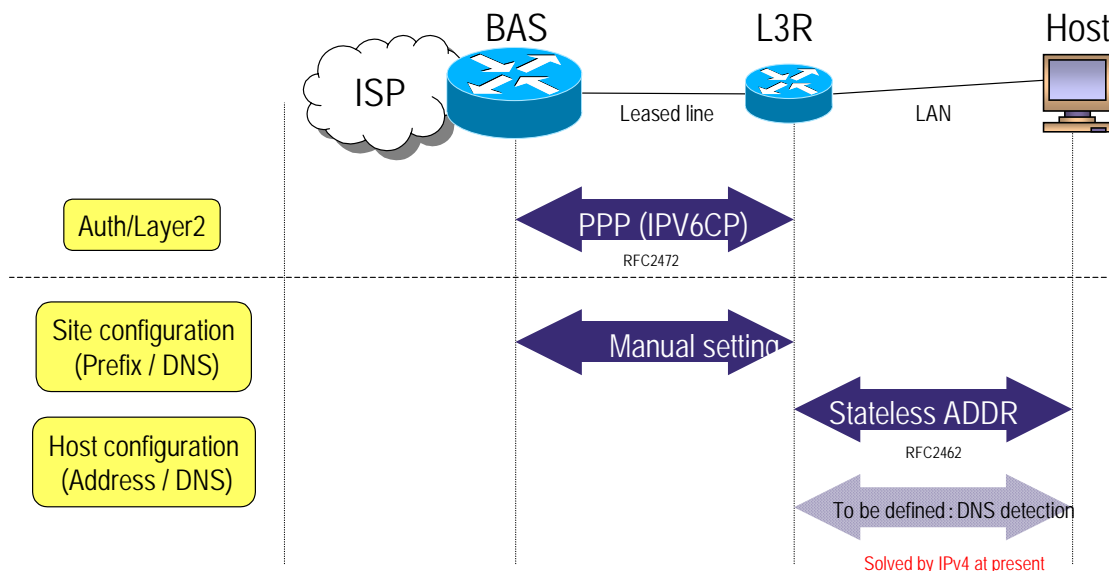 BAS
L3R
Host
ISP
Leased line
LAN
Auth/Layer2
PPP (IPV6CP)
RFC2472
Site configuration
(Prefix / DNS)
Manual setting
Stateless ADDR
RFC2462
Host configuration
(Address / DNS)
To be defined : DNS detection
Solved by IPv4 at present